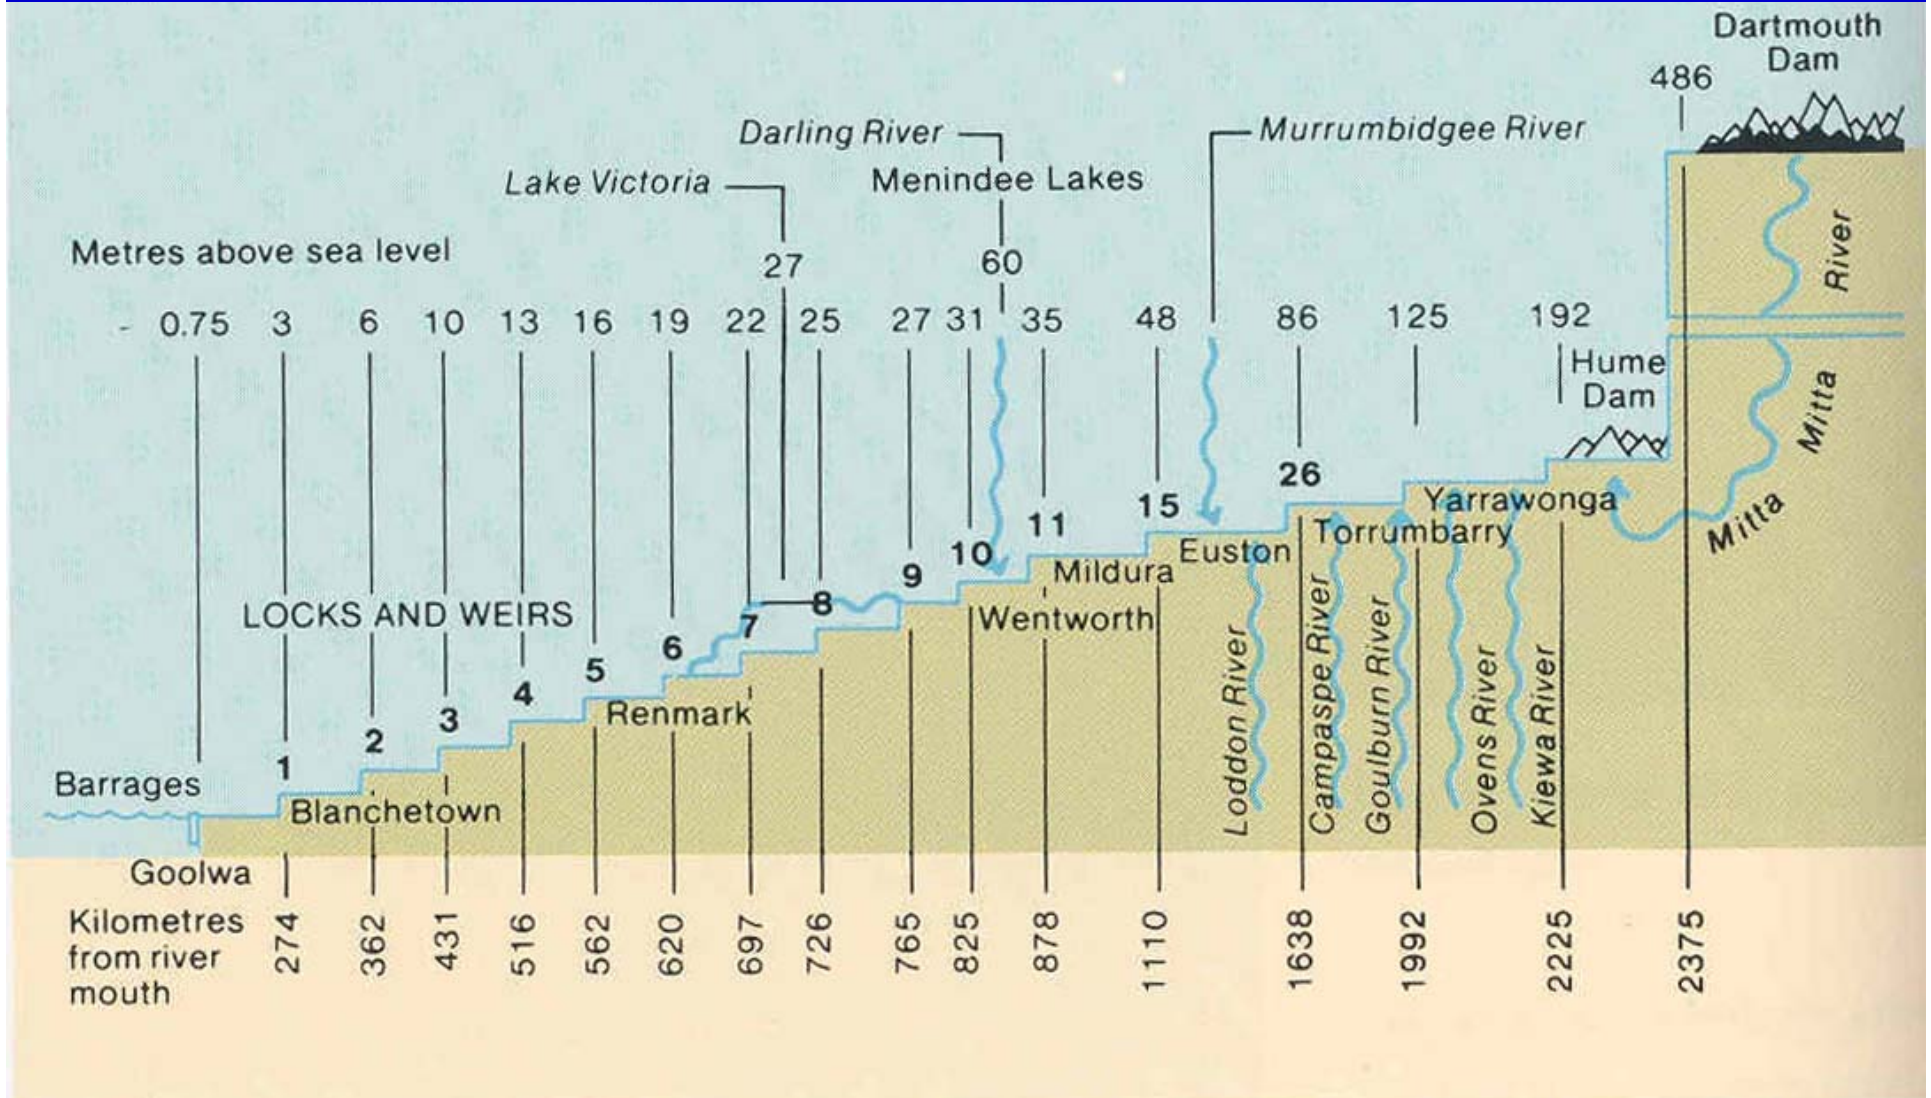 Dartmouth
Dam
486
Darling River
Murrumbidgee River
Lake Victoria
Menindee Lakes
Metres above sea level
27
60
0.75 3 6 10 13 16 19 22 25 27 31 35 48 86 125 192
River
Hume
Dam
Mitta
26
Yarrawonga
15
11
Torrumbarry
Mitta
Euston
10
Mildura
9
8
LOCKS AND WEIRS
Wentworth
7
6
5
4
Renmark
3
2
1
Barrages
Blanchetown
Loddon River
Campaspe River
Goulburn River
Ovens River
Kiewa River
Goolwa
Kilometres
from river
mouth
274 362 431 516 562 620 697 726 765 825 878 1110 1638 1992 2225 2375